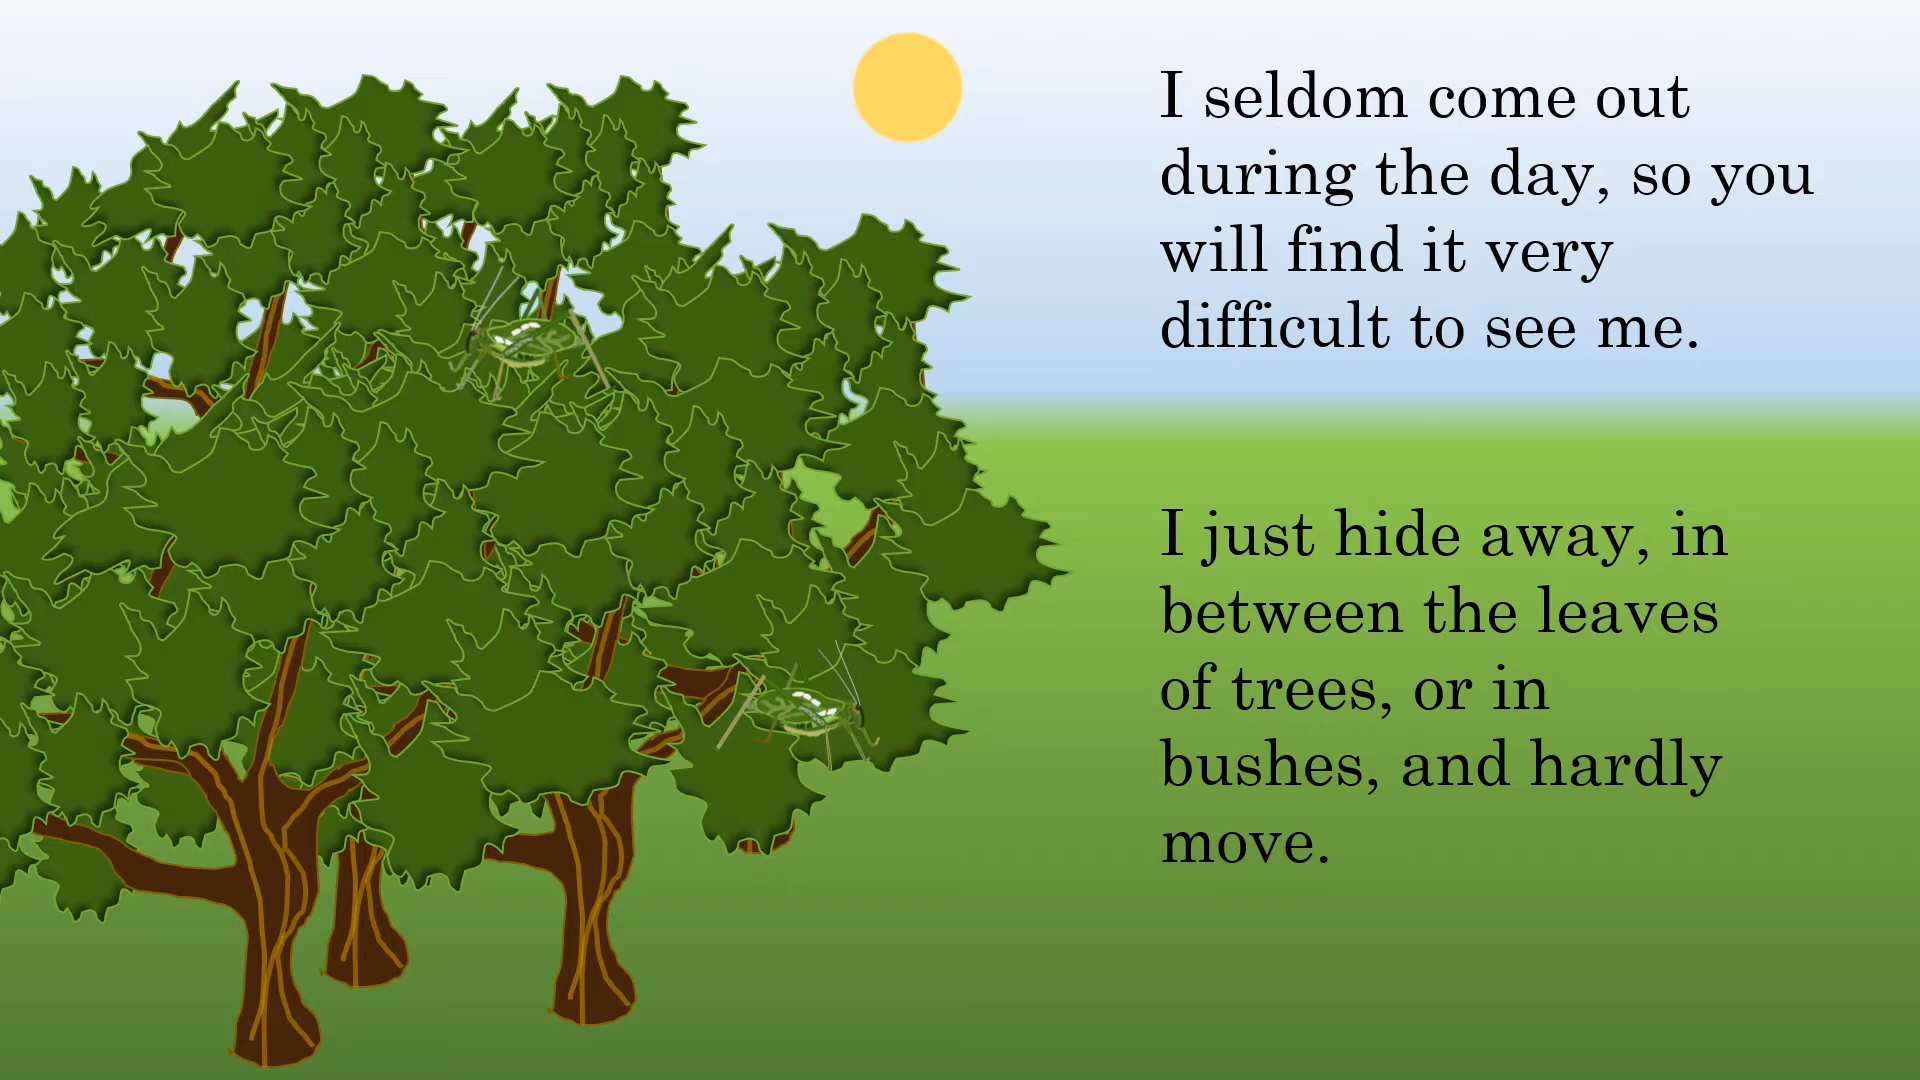 I seldom come out
during the day, so you
will find it very
difficult to see me.
I just hide away, in
between the leaves
of trees, or in
bushes, and hardly
move.